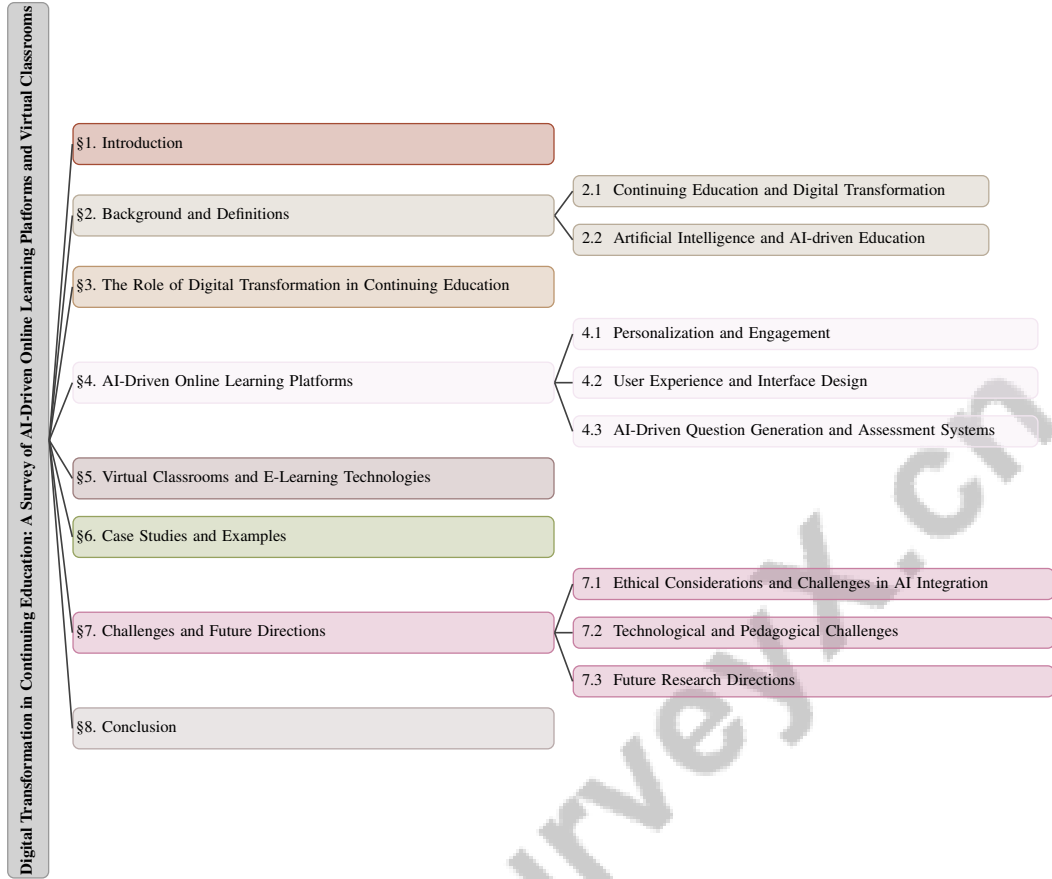 Digital Transformation in Continuing Education: A Survey of AI-Driven Online Learning Platforms and Virtual Classrooms
§1. Introduction
§2. Background and Definitions
2.1 Continuing Education and Digital Transformation
2.2 Artificial Intelligence and AI-driven Education
§3. The Role of Digital Transformation in Continuing Education
§4. AI-Driven Online Learning Platforms
4.1 Personalization and Engagement
4.2 User Experience and Interface Design
4.3 AI-Driven Question Generation and Assessment Systems
§5. Virtual Classrooms and E-Learning Technologies
§6. Case Studies and Examples
§7. Challenges and Future Directions
7.1 Ethical Considerations and Challenges in AI Integration
7.2 Technological and Pedagogical Challenges
7.3 Future Research Directions
§8. Conclusion
urveyx.cn